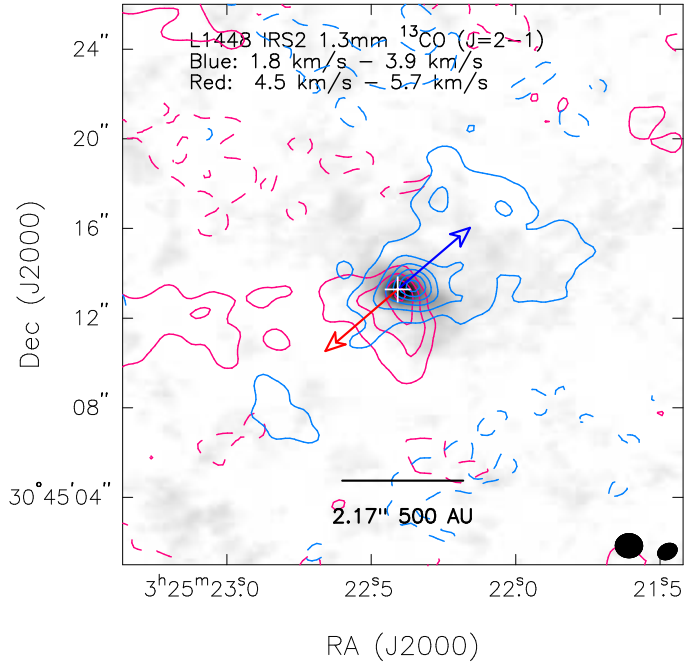 L1448 IRS2 1.3mm ¹³CO (J=2−1)
Blue: 1.8 km/s − 3.9 km/s
Red: 4.5 km/s − 5.7 km/s
24"
20"
16"
12"
08"
30°45'04"
Dec (J2000)
2.17" 500 AU
3ʰ25ᵐ23ˢ.0 22ˢ.5 22ˢ.0 21ˢ.5
RA (J2000)